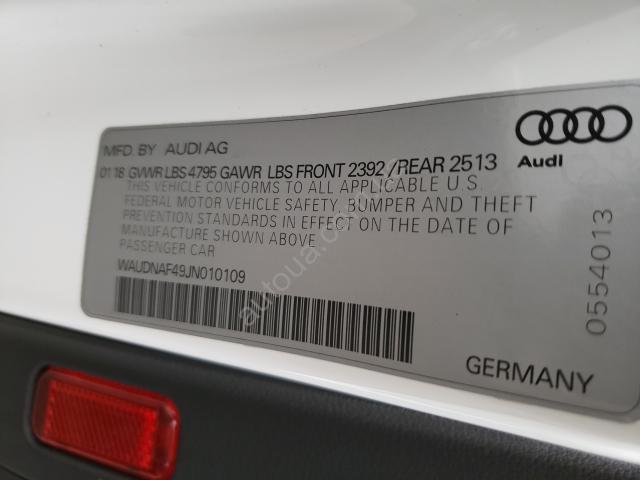 MFD. BY AUDI AG
01 18 GVWR LBS 4795 GAWR LBS FRONT 2392 /REAR 2513
THIS VEHICLE CONFORMS TO ALL APPLICABLE U.S.
FEDERAL MOTOR VEHICLE SAFETY, BUMPER AND THEFT
PREVENTION STANDARDS IN EFFECT ON THE DATE OF
MANUFACTURE SHOWN ABOVE
PASSENGER CAR
WAUDNAF49JN010109
Audi
0554013
GERMANY
autoua.com